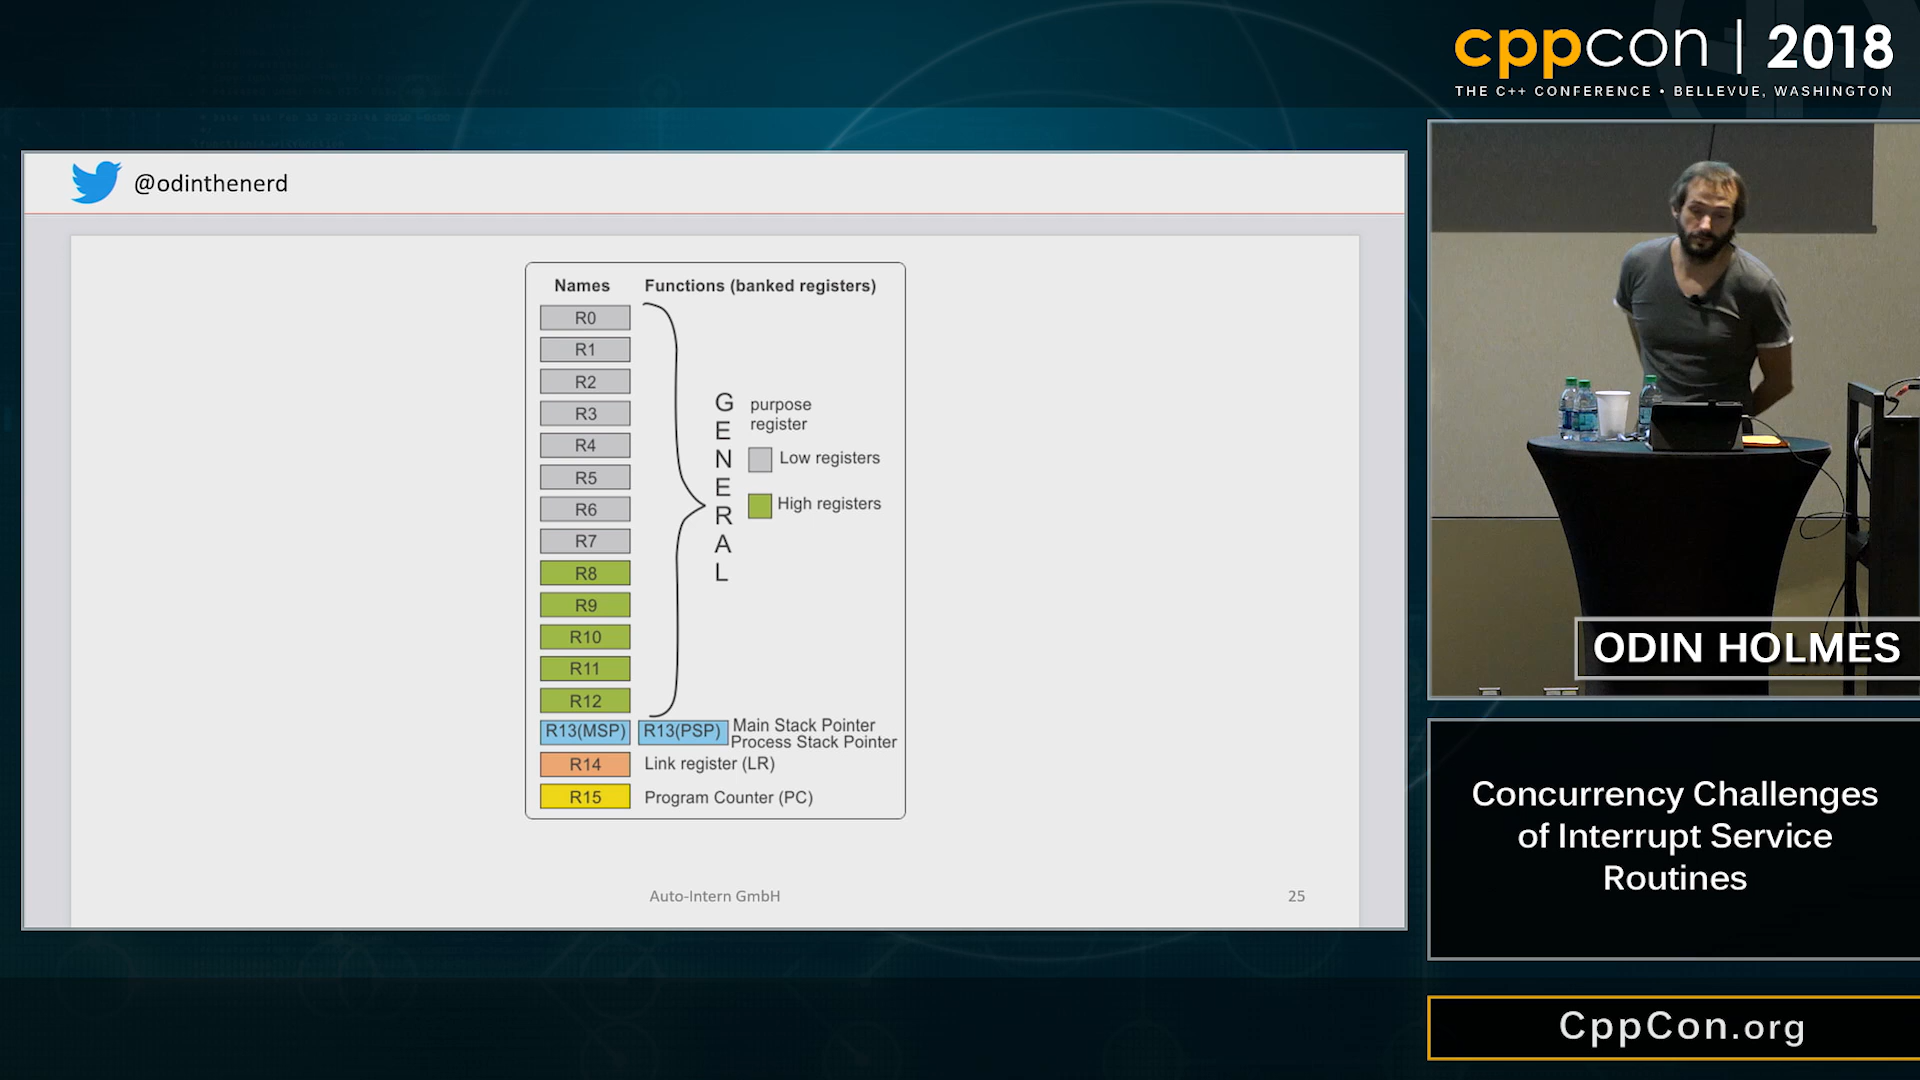 cppcon | 2018
THE C++ CONFERENCE • BELLEVUE, WASHINGTON
@odinthenerd
Names Functions (banked registers)
R0
R1
R2
R3
R4
R5
R6
R7
R8
R9
R10
R11
R12
GENERAL
purpose
register
Low registers
High registers
R13(MSP) R13(PSP) Main Stack Pointer
Process Stack Pointer
R14 Link register (LR)
R15 Program Counter (PC)
Auto-Intern GmbH
25
ODIN HOLMES
Concurrency Challenges
of Interrupt Service
Routines
CppCon.org